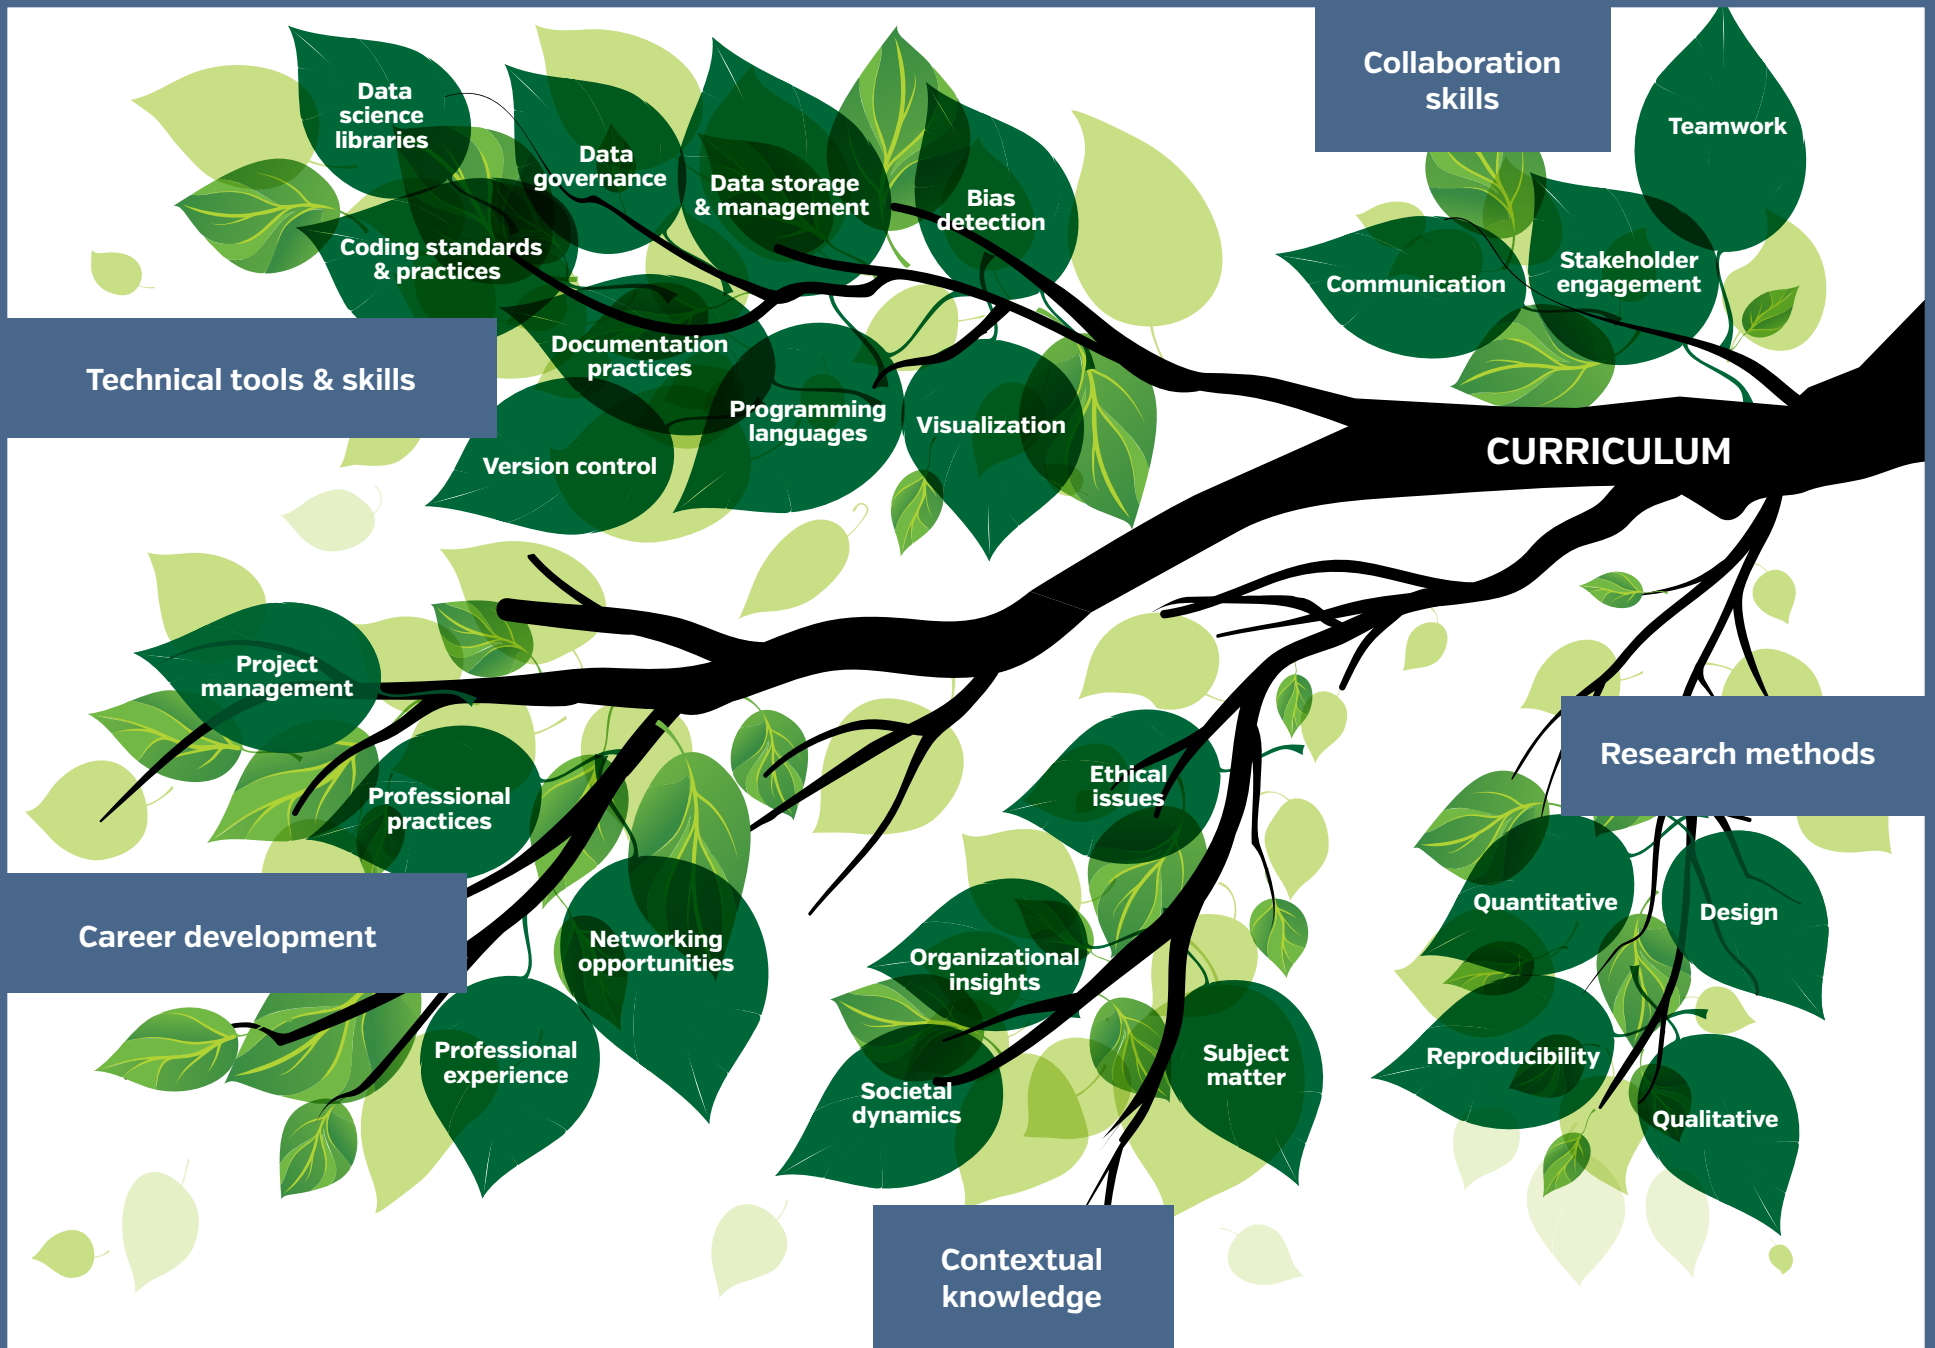 Collaboration
skills
Teamwork
Communication
Stakeholder
engagement
Data
science
libraries
Data
governance
Data storage
& management
Bias
detection
Coding standards
& practices
Technical tools & skills
Documentation
practices
Programming
languages
Visualization
Version control
CURRICULUM
Project
management
Professional
practices
Career development
Networking
opportunities
Professional
experience
Ethical
issues
Organizational
insights
Societal
dynamics
Subject
matter
Contextual
knowledge
Research methods
Quantitative
Design
Reproducibility
Qualitative